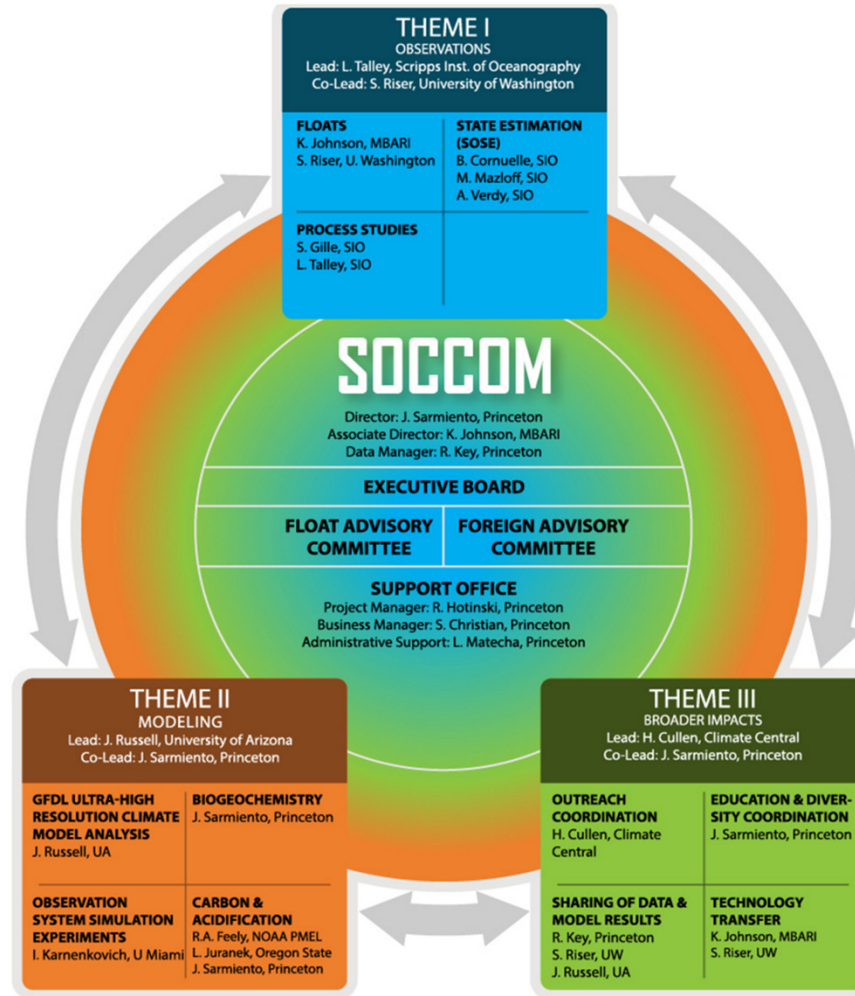 THEME I
OBSERVATIONS
Lead: L. Talley, Scripps Inst. of Oceanography
Co-Lead: S. Riser, University of Washington
FLOATS
K. Johnson, MBARI
S. Riser, U. Washington
STATE ESTIMATION
(SOSE)
B. Cornuelle, SIO
M. Mazloff, SIO
A. Verdy, SIO
PROCESS STUDIES
S. Gille, SIO
L. Talley, SIO
SOCCOM
Director: J. Sarmiento, Princeton
Associate Director: K. Johnson, MBARI
Data Manager: R. Key, Princeton
EXECUTIVE BOARD
FLOAT ADVISORY
COMMITTEE
FOREIGN ADVISORY
COMMITTEE
SUPPORT OFFICE
Project Manager: R. Hotinski, Princeton
Business Manager: S. Christian, Princeton
Administrative Support: L. Matecha, Princeton
THEME II
MODELING
Lead: J. Russell, University of Arizona
Co-Lead: J. Sarmiento, Princeton
GFDL ULTRA-HIGH
RESOLUTION CLIMATE
MODEL ANALYSIS
J. Russell, UA
BIOGEOCHEMISTRY
J. Sarmiento, Princeton
OBSERVATION
SYSTEM SIMULATION
EXPERIMENTS
I. Karnenkovich, U Miami
CARBON &
ACIDIFICATION
R.A. Feely, NOAA PMEL
L. Juranek, Oregon State
J. Sarmiento, Princeton
THEME III
BROADER IMPACTS
Lead: H. Cullen, Climate Central
Co-Lead: J. Sarmiento, Princeton
OUTREACH
COORDINATION
H. Cullen, Climate
Central
EDUCATION & DIVER-
SITY COORDINATION
J. Sarmiento, Princeton
SHARING OF DATA &
MODEL RESULTS
R. Key, Princeton
S. Riser, UW
J. Russell, UA
TECHNOLOGY
TRANSFER
K. Johnson, MBARI
S. Riser, UW